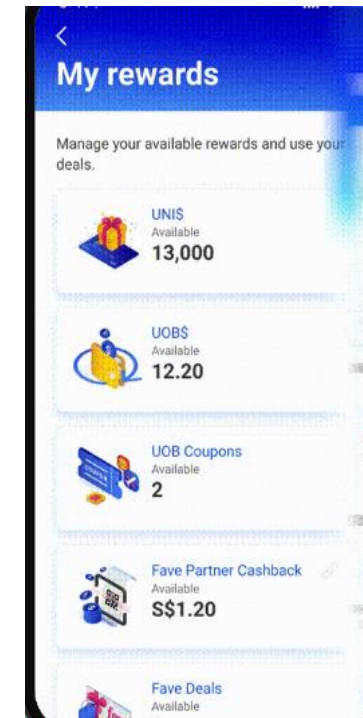 My rewards
Manage your available rewards and use your
deals.
UNI$
Available
13,000
UOB$
Available
12.20
UOB Coupons
Available
2
Fave Partner Cashback
Available
S$1.20
Fave Deals
Available